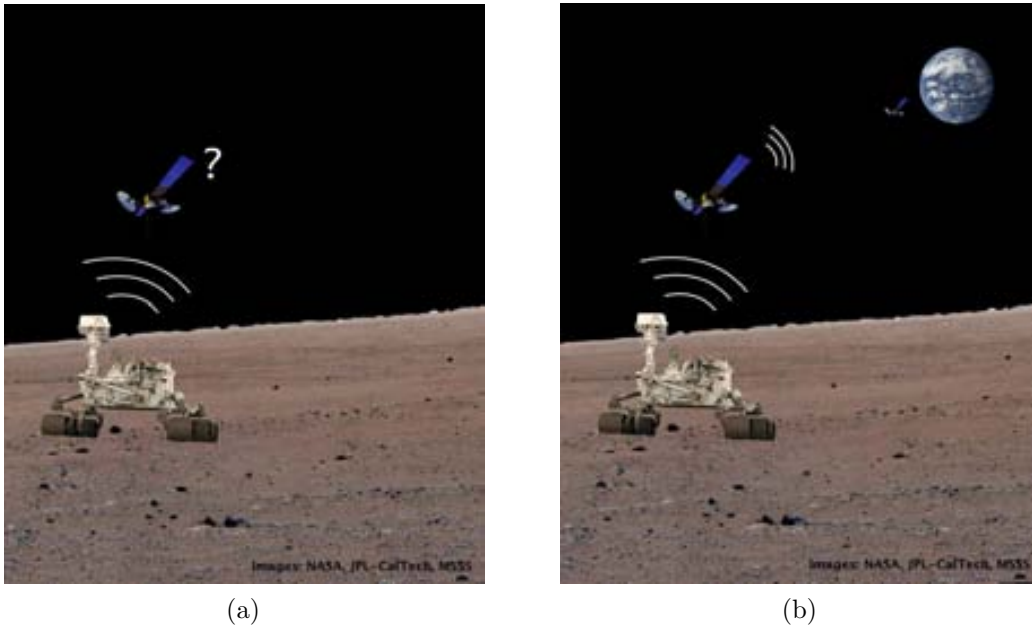 ?
Images: NASA, JPL-CalTech, MSSS
Images: NASA, JPL-CalTech, MSSS
(a)
(b)